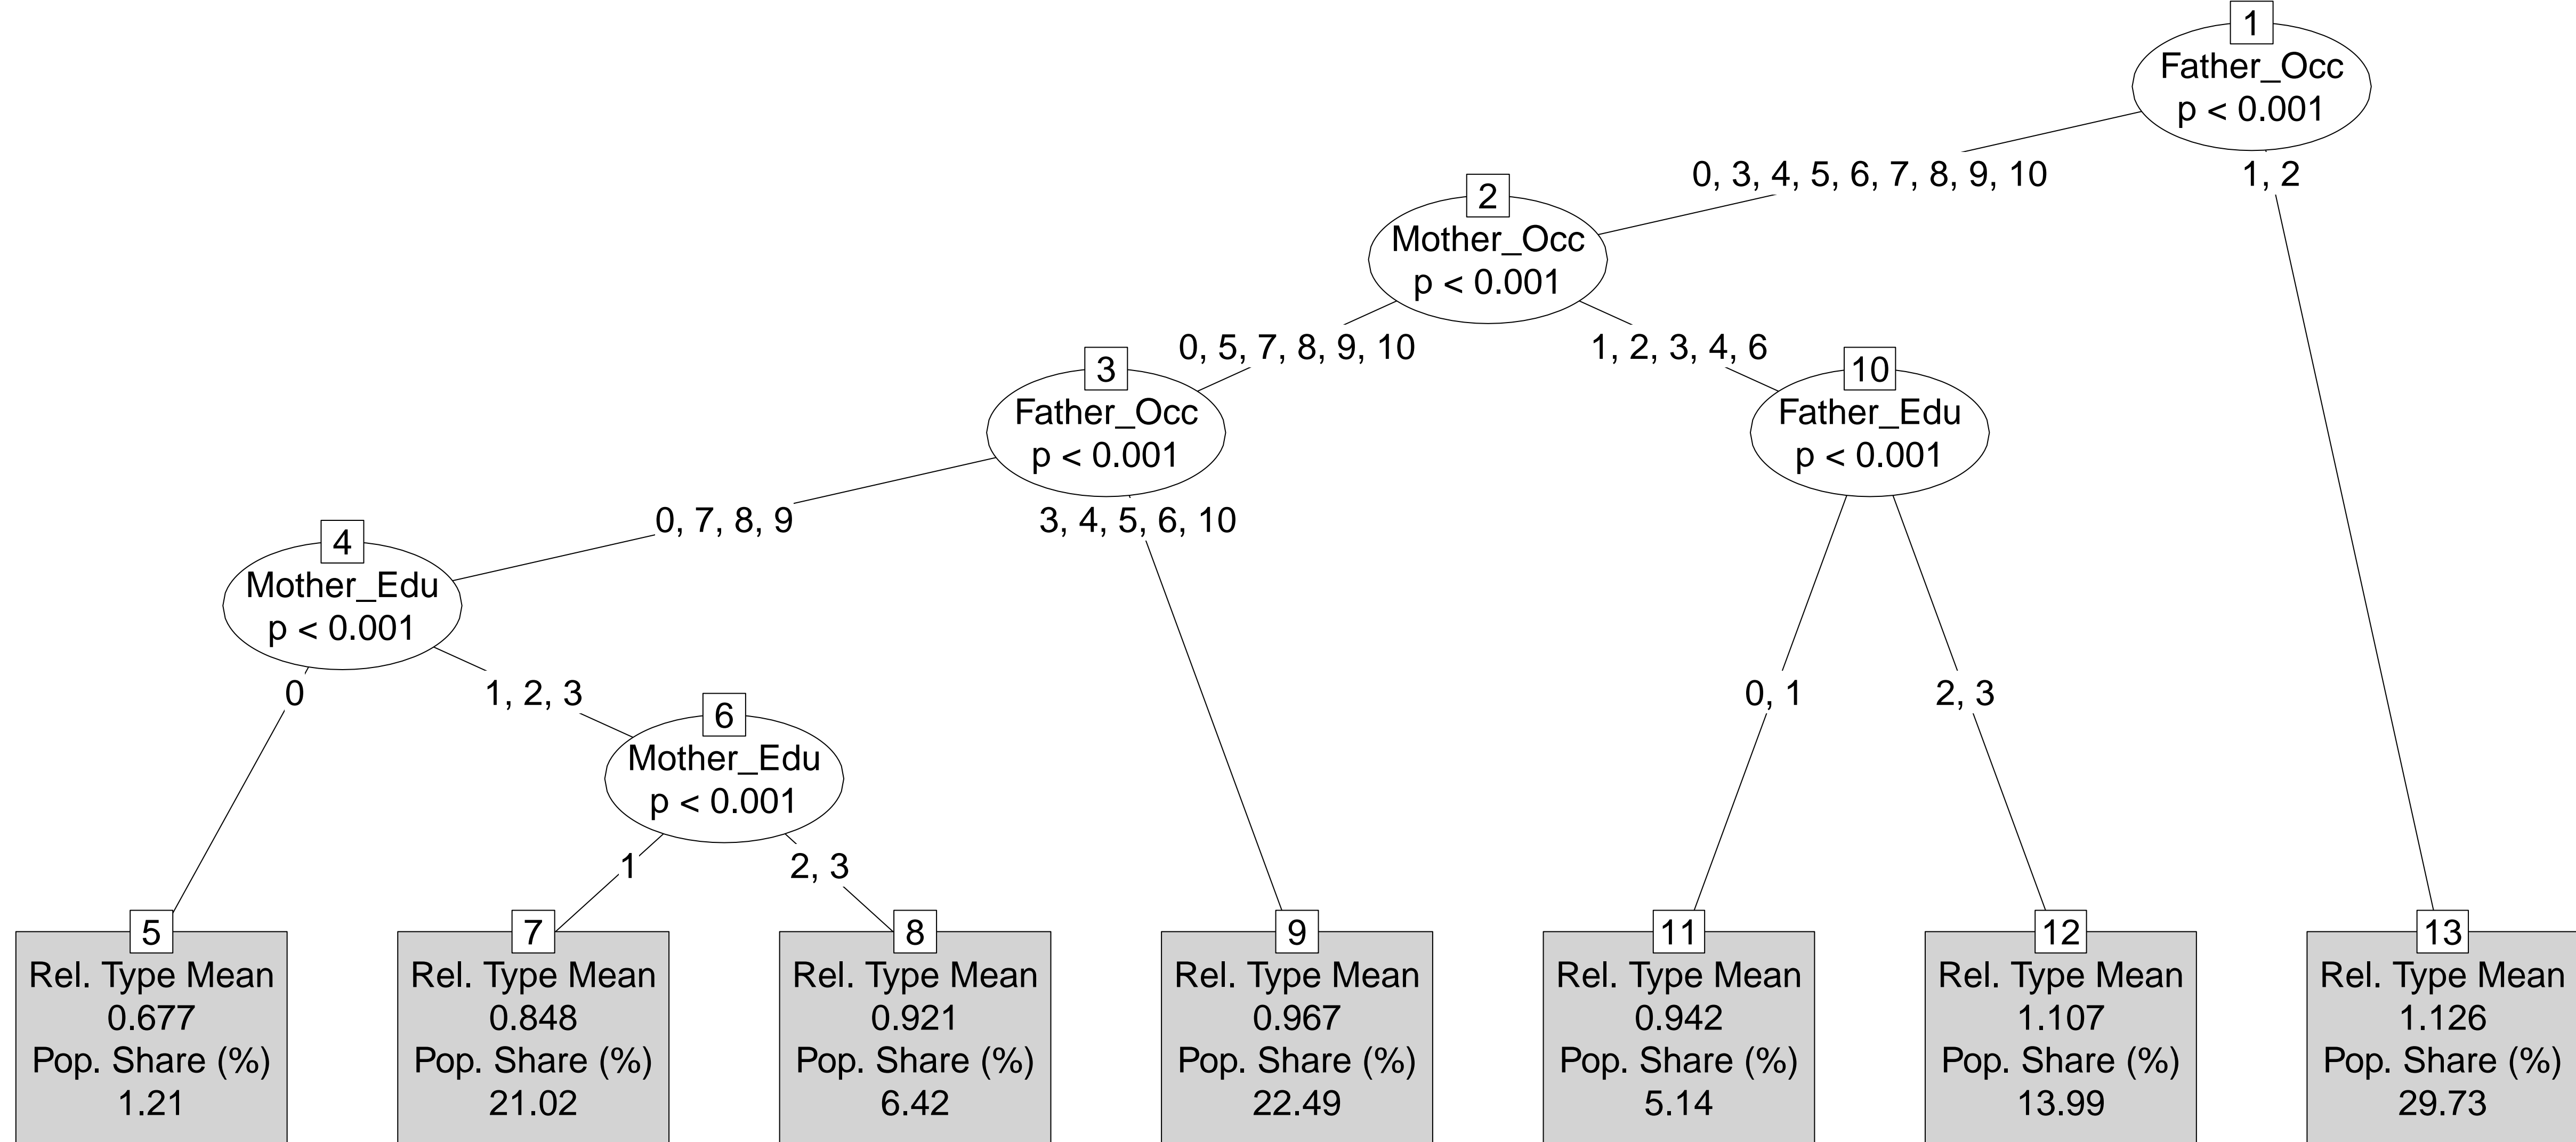 1
Father_Occ
p < 0.001
0, 3, 4, 5, 6, 7, 8, 9, 10
1, 2
2
Mother_Occ
p < 0.001
0, 5, 7, 8, 9, 10
1, 2, 3, 4, 6
3
Father_Occ
p < 0.001
10
Father_Edu
p < 0.001
0, 7, 8, 9
3, 4, 5, 6, 10
4
Mother_Edu
p < 0.001
0
1, 2, 3
0, 1
2, 3
6
Mother_Edu
p < 0.001
1
2, 3
5
Rel. Type Mean
0.677
Pop. Share (%)
1.21
7
Rel. Type Mean
0.848
Pop. Share (%)
21.02
8
Rel. Type Mean
0.921
Pop. Share (%)
6.42
9
Rel. Type Mean
0.967
Pop. Share (%)
22.49
11
Rel. Type Mean
0.942
Pop. Share (%)
5.14
12
Rel. Type Mean
1.107
Pop. Share (%)
13.99
13
Rel. Type Mean
1.126
Pop. Share (%)
29.73